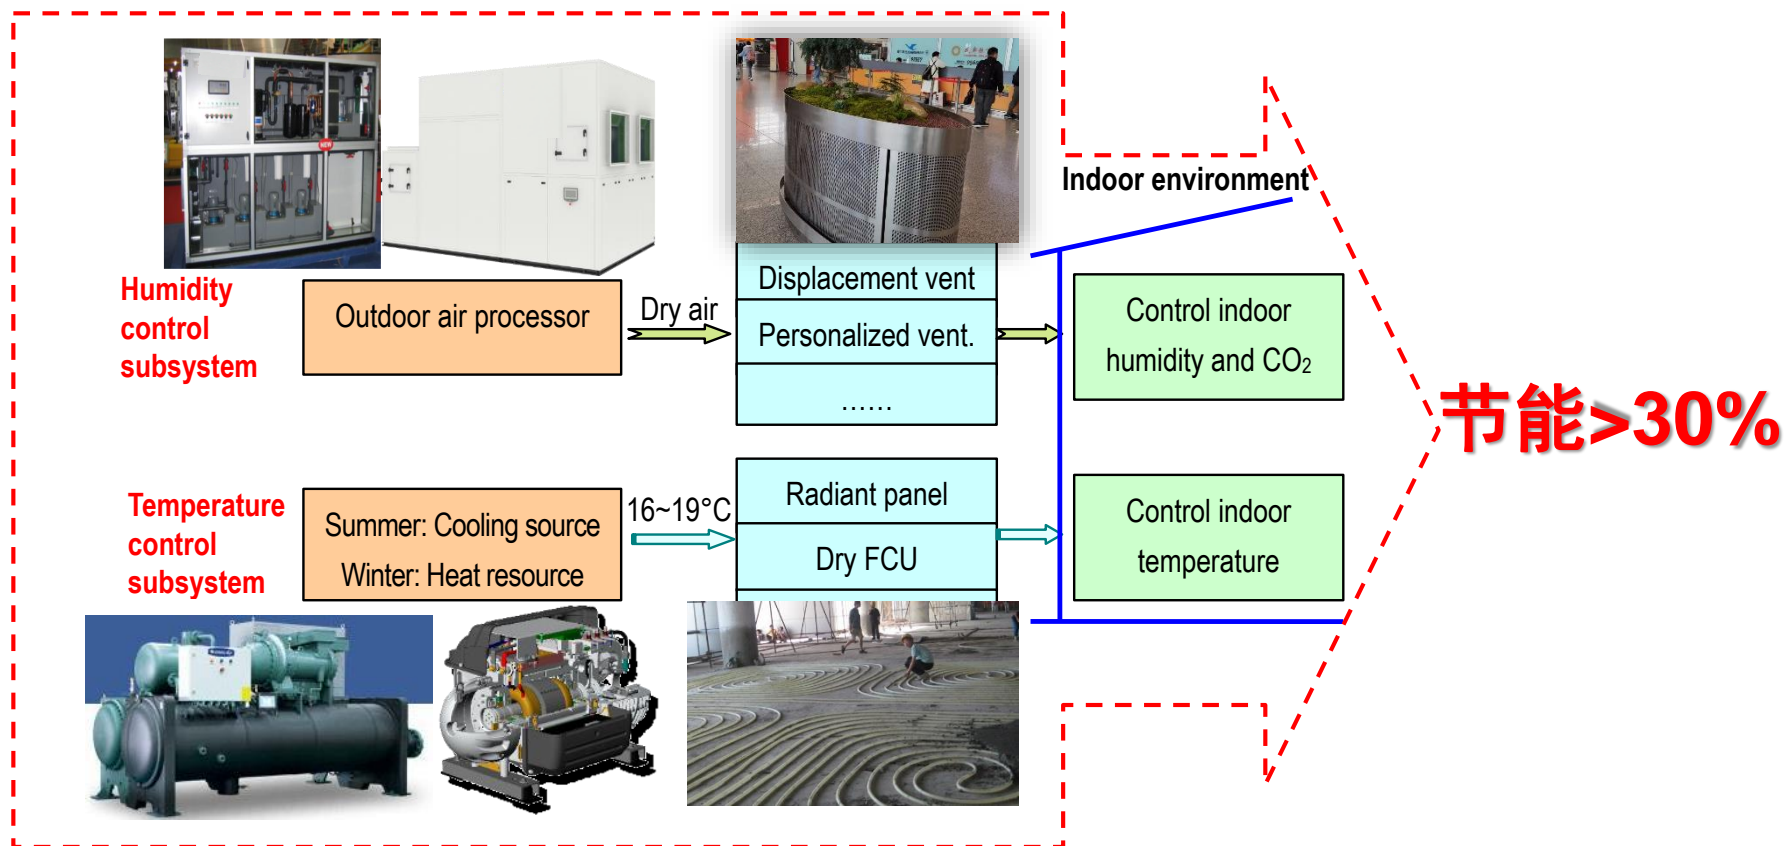 Indoor environment
Humidity
control
subsystem
Outdoor air processor
Dry air
Displacement vent
Personalized vent.
......
Control indoor
humidity and CO₂
节能>30%
Temperature
control
subsystem
Summer: Cooling source
Winter: Heat resource
16~19°C
Radiant panel
Dry FCU
Control indoor
temperature
NEW